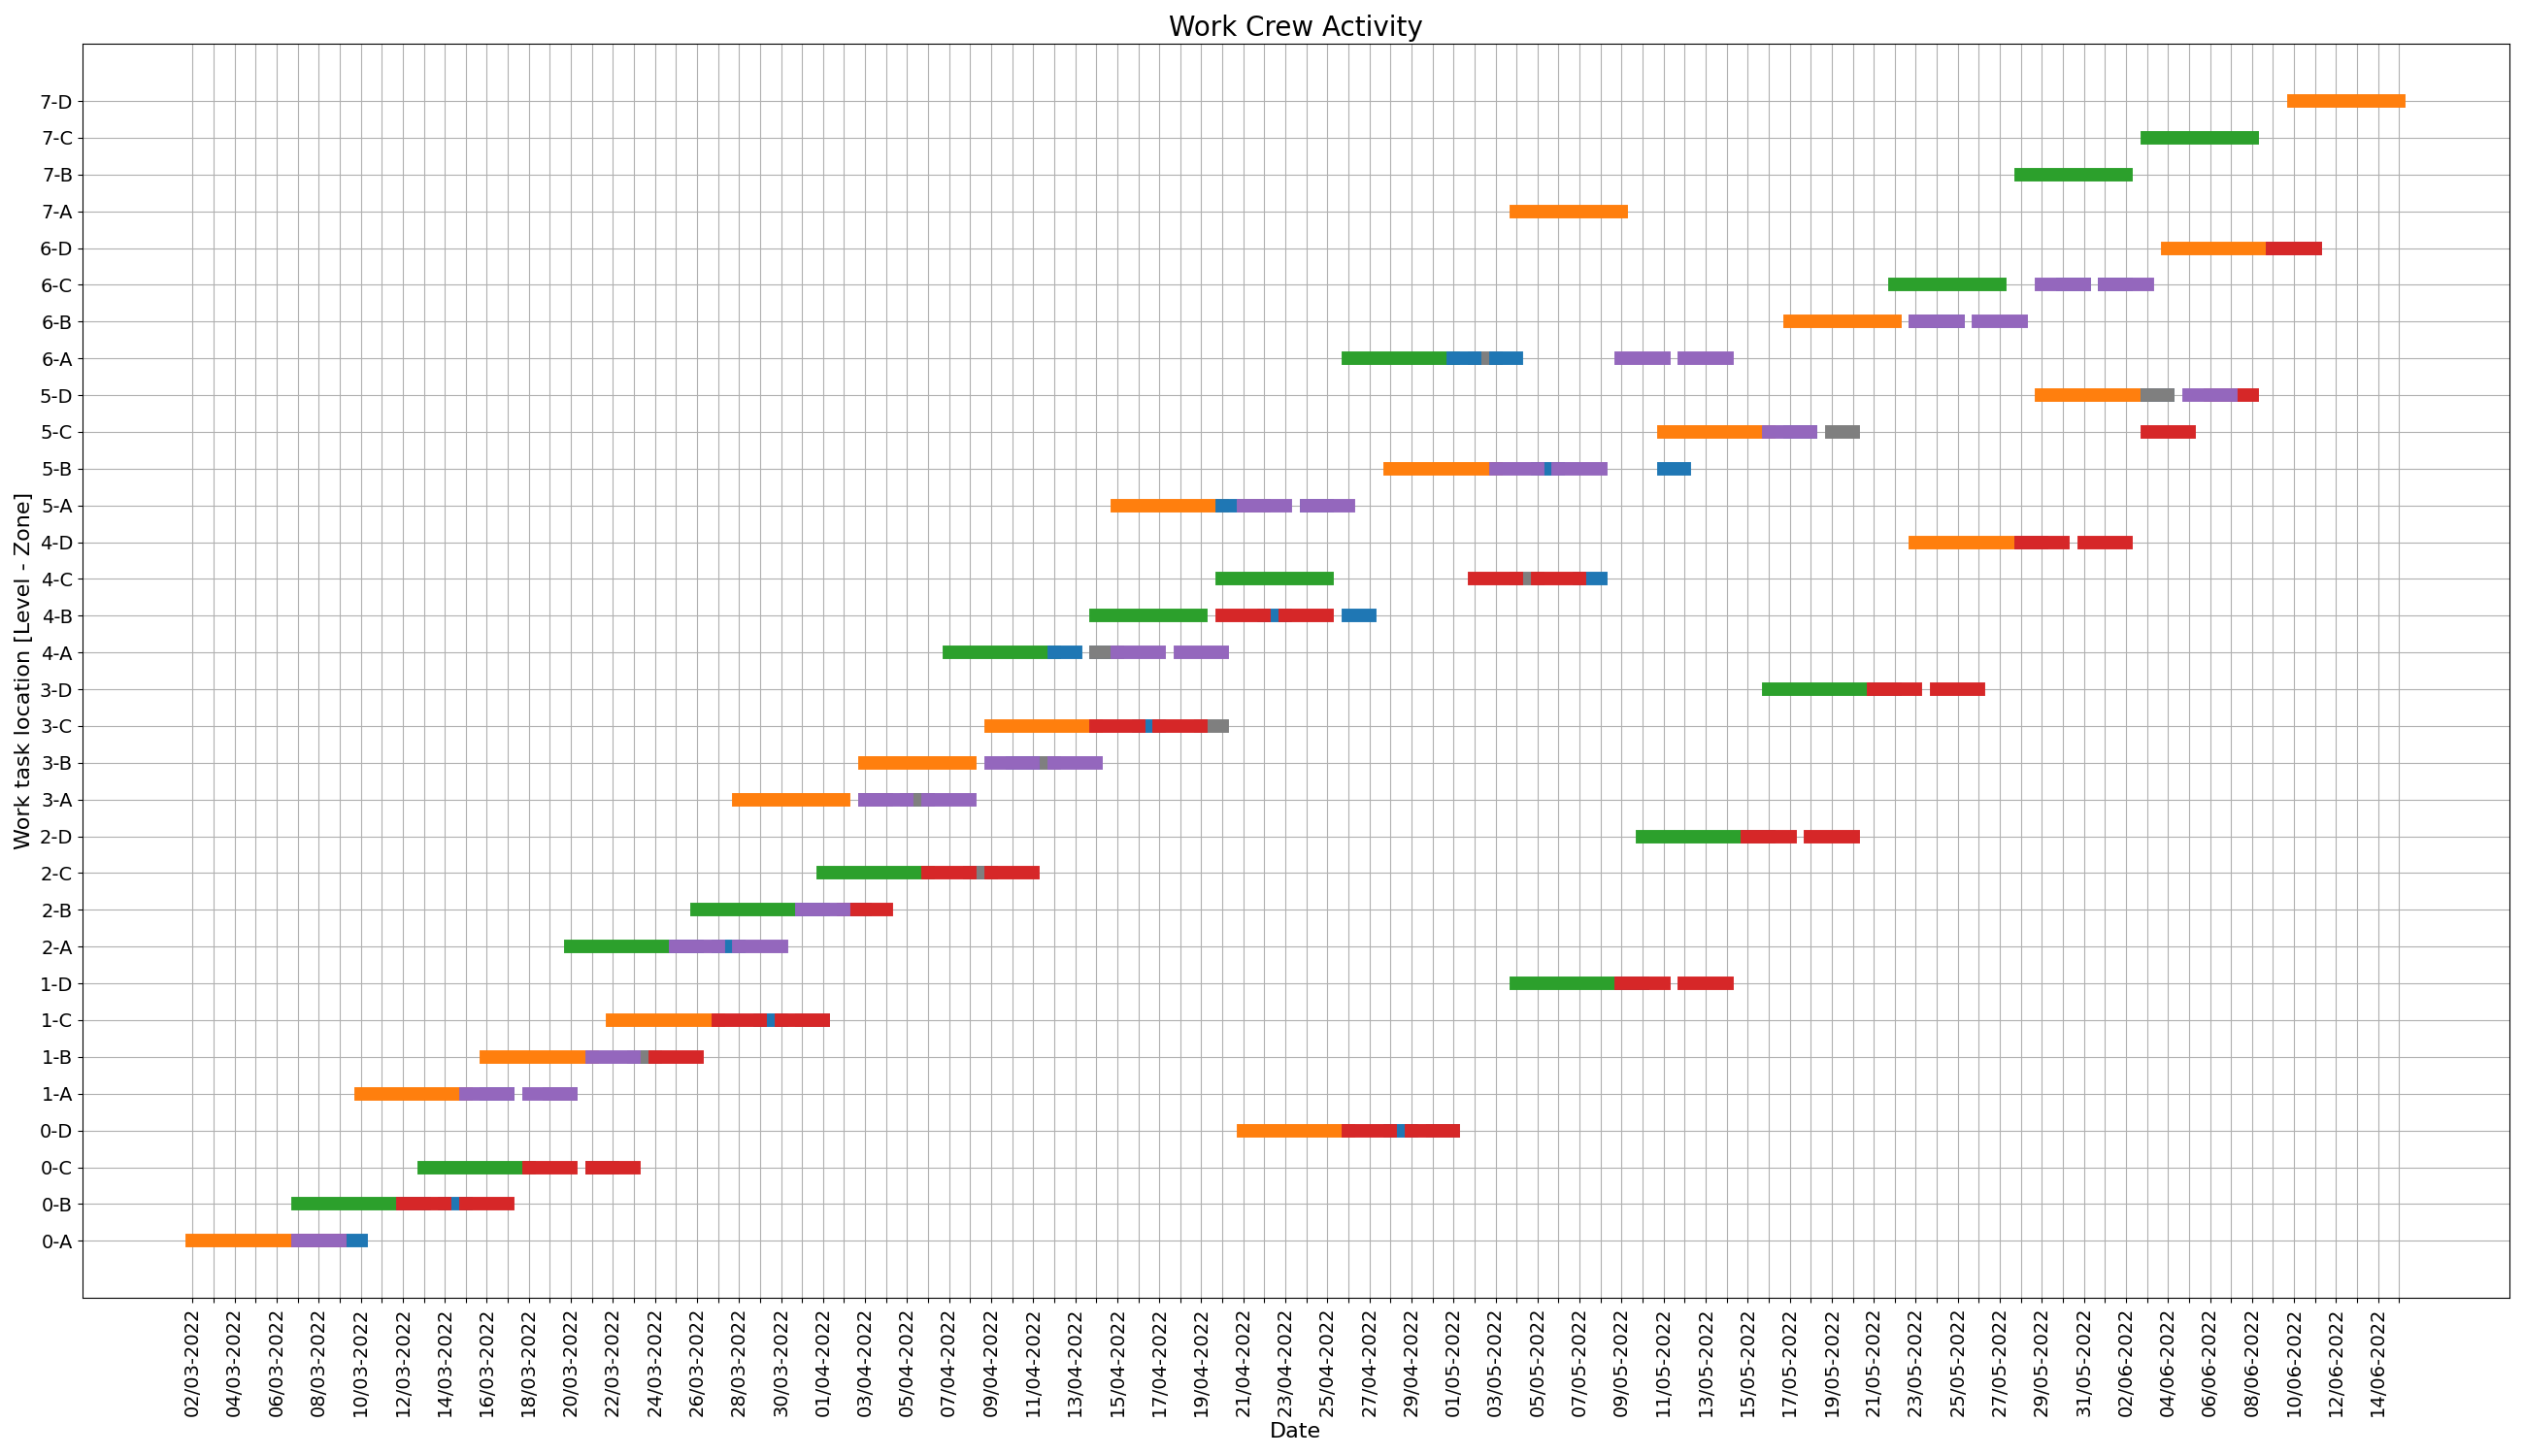 Work Crew Activity
Work task location [Level - Zone]
7-D
7-C
7-B
7-A
6-D
6-C
6-B
6-A
5-D
5-C
5-B
5-A
4-D
4-C
4-B
4-A
3-D
3-C
3-B
3-A
2-D
2-C
2-B
2-A
1-D
1-C
1-B
1-A
0-D
0-C
0-B
0-A
02/03-2022
04/03-2022
06/03-2022
08/03-2022
10/03-2022
12/03-2022
14/03-2022
16/03-2022
18/03-2022
20/03-2022
22/03-2022
24/03-2022
26/03-2022
28/03-2022
30/03-2022
01/04-2022
03/04-2022
05/04-2022
07/04-2022
09/04-2022
11/04-2022
13/04-2022
15/04-2022
17/04-2022
19/04-2022
21/04-2022
23/04-2022
25/04-2022
27/04-2022
29/04-2022
01/05-2022
03/05-2022
05/05-2022
07/05-2022
09/05-2022
11/05-2022
13/05-2022
15/05-2022
17/05-2022
19/05-2022
21/05-2022
23/05-2022
25/05-2022
27/05-2022
29/05-2022
31/05-2022
02/06-2022
04/06-2022
06/06-2022
08/06-2022
10/06-2022
12/06-2022
14/06-2022
Date